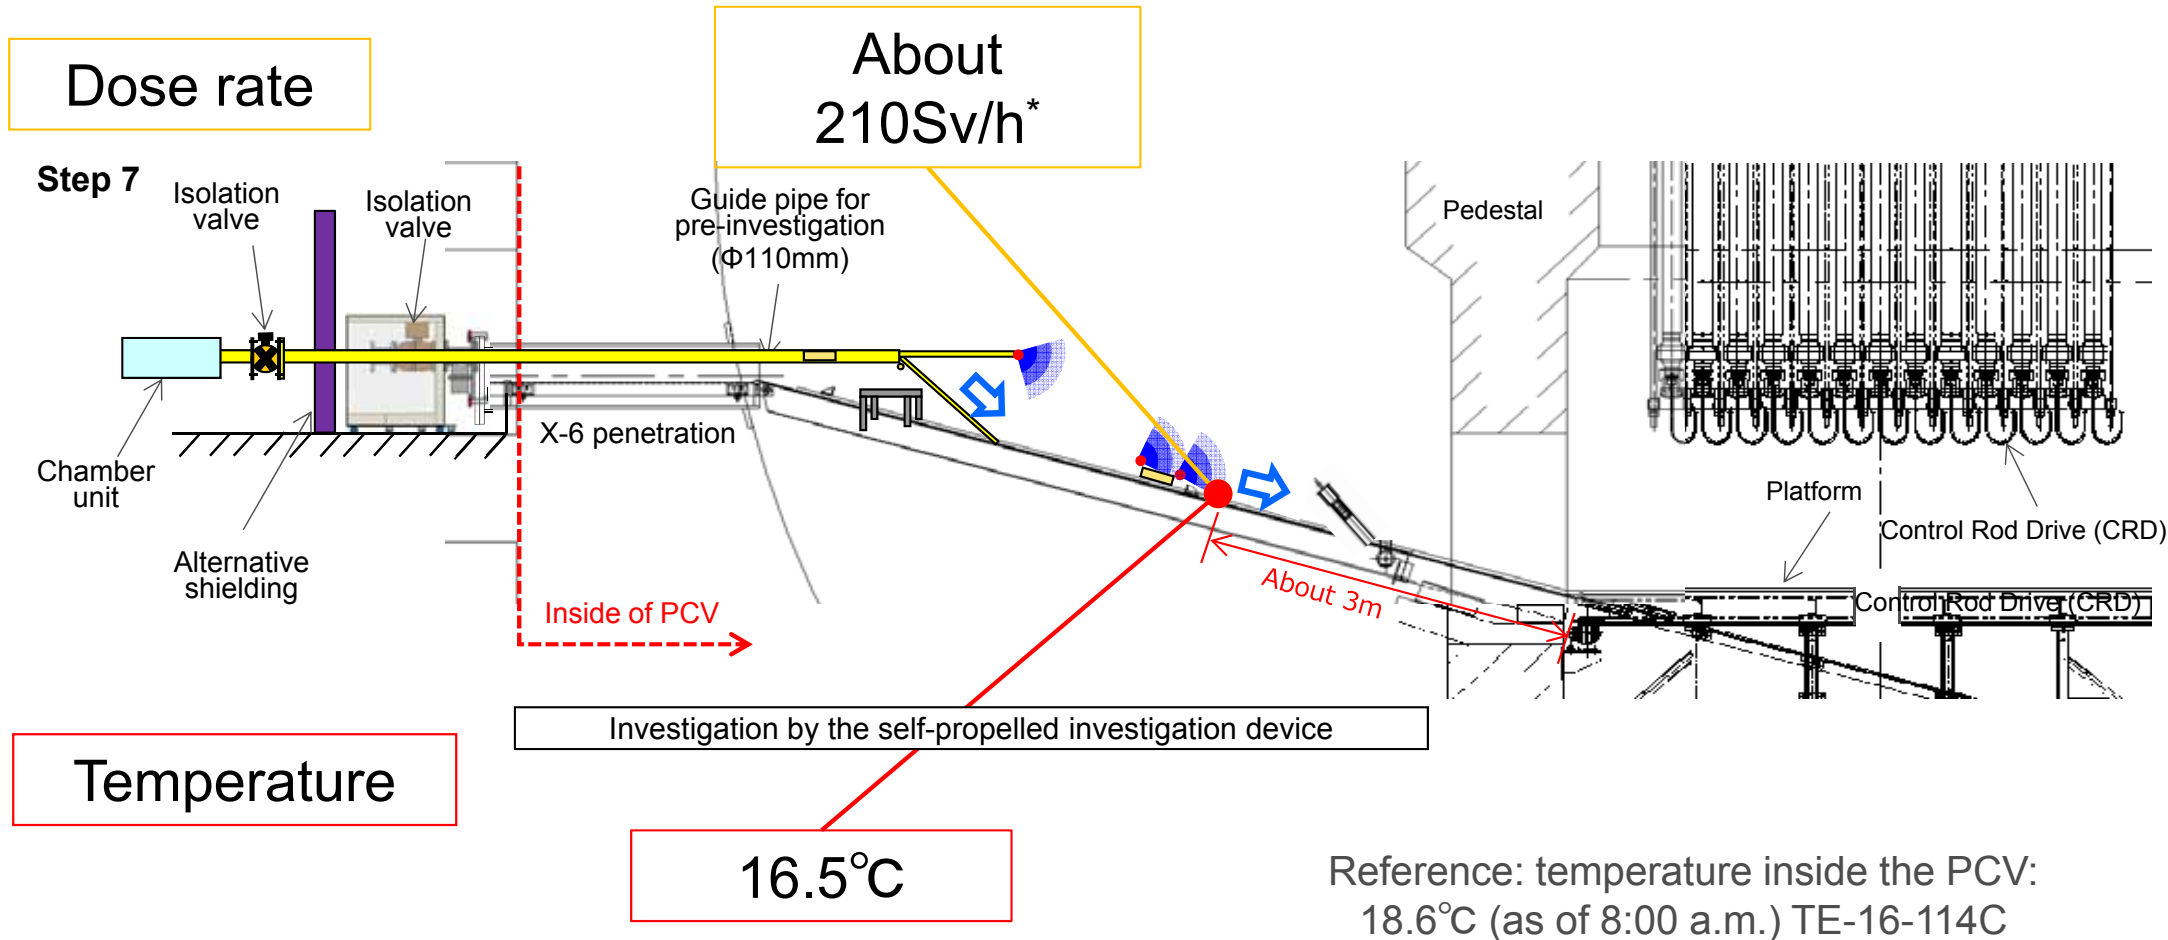 Dose rate
About
210Sv/h*
Step 7
Isolation
valve
Isolation
valve
Guide pipe for
pre-investigation
(Φ110mm)
Pedestal
X-6 penetration
Chamber
unit
Alternative
shielding
Inside of PCV
About 3m
Platform
Control Rod Drive (CRD)
Control Rod Drive (CRD)
Investigation by the self-propelled investigation device
Temperature
16.5℃
Reference: temperature inside the PCV:
18.6℃ (as of 8:00 a.m.) TE-16-114C